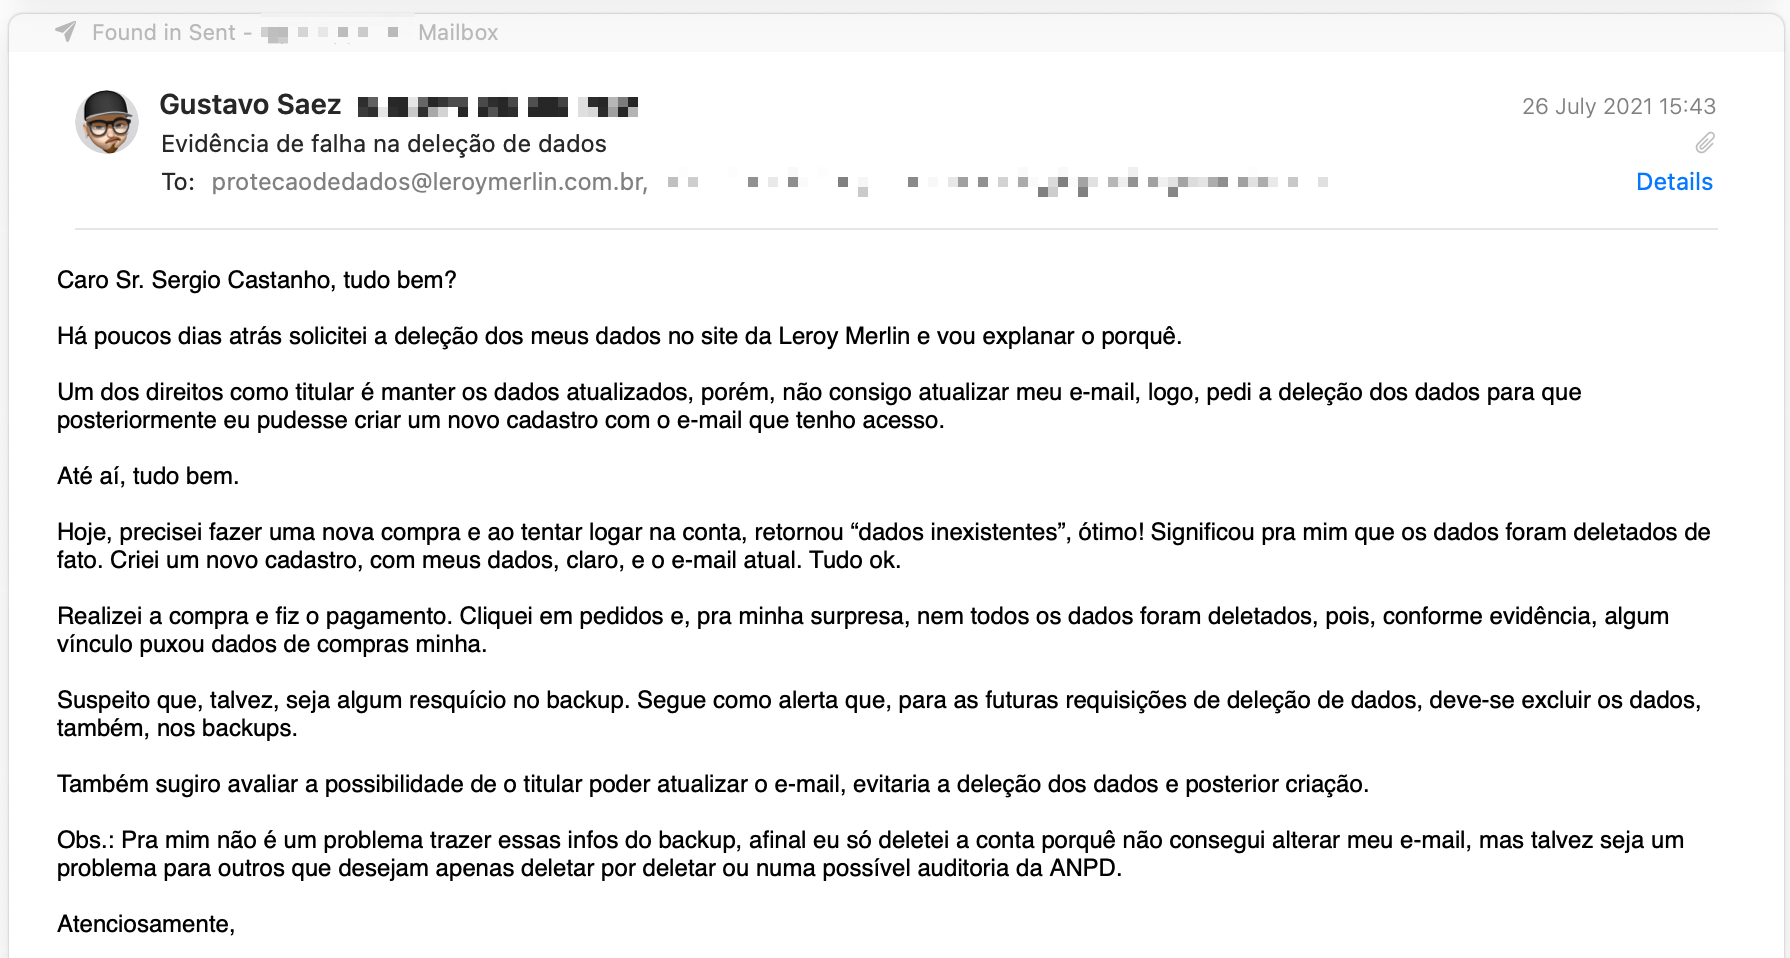 Found in Sent - Mailbox
Gustavo Saez
26 July 2021 15:43
Evidência de falha na deleção de dados
To: protecaodedados@leroymerlin.com.br,
Details
Caro Sr. Sergio Castanho, tudo bem?
Há poucos dias atrás solicitei a deleção dos meus dados no site da Leroy Merlin e vou explanar o porquê.
Um dos direitos como titular é manter os dados atualizados, porém, não consigo atualizar meu e-mail, logo, pedi a deleção dos dados para que
posteriormente eu pudesse criar um novo cadastro com o e-mail que tenho acesso.
Até aí, tudo bem.
Hoje, precisei fazer uma nova compra e ao tentar logar na conta, retornou “dados inexistentes”, ótimo! Significou pra mim que os dados foram deletados de
fato. Criei um novo cadastro, com meus dados, claro, e o e-mail atual. Tudo ok.
Realizei a compra e fiz o pagamento. Cliquei em pedidos e, pra minha surpresa, nem todos os dados foram deletados, pois, conforme evidência, algum
vínculo puxou dados de compras minha.
Suspeito que, talvez, seja algum resquício no backup. Segue como alerta que, para as futuras requisições de deleção de dados, deve-se excluir os dados,
também, nos backups.
Também sugiro avaliar a possibilidade de o titular poder atualizar o e-mail, evitaria a deleção dos dados e posterior criação.
Obs.: Pra mim não é um problema trazer essas infos do backup, afinal eu só deletei a conta porquê não consegui alterar meu e-mail, mas talvez seja um
problema para outros que desejam apenas deletar por deletar ou numa possível auditoria da ANPD.
Atenciosamente,